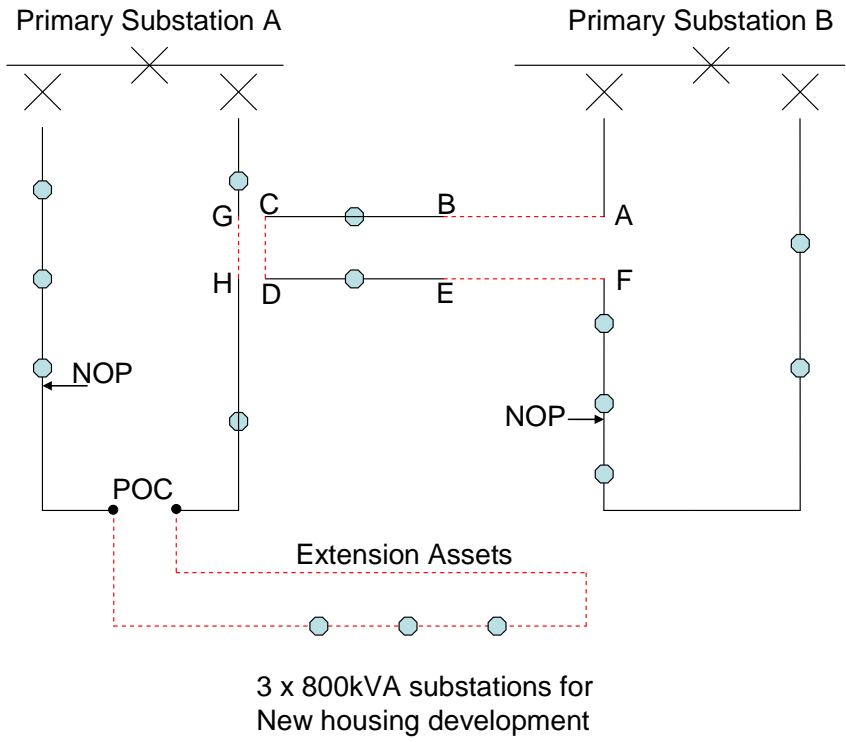 Primary Substation A
Primary Substation B
G
C
B
A
H
D
E
F
NOP
NOP
POC
Extension Assets
3 x 800kVA substations for
New housing development